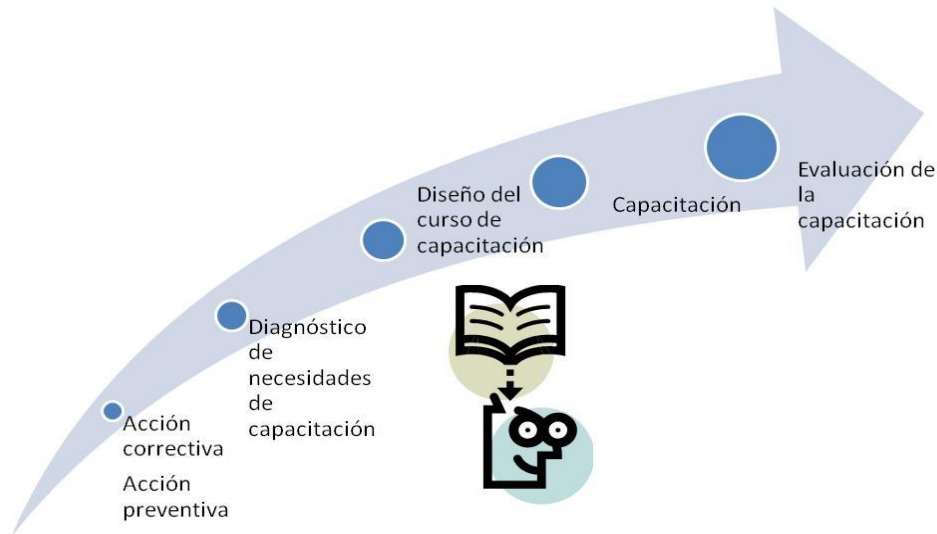 Acción
correctiva
Acción
preventiva
Diagnóstico
de
necesidades
de
capacitación
Diseño del
curso de
capacitación
Capacitación
Evaluación de
la
capacitación